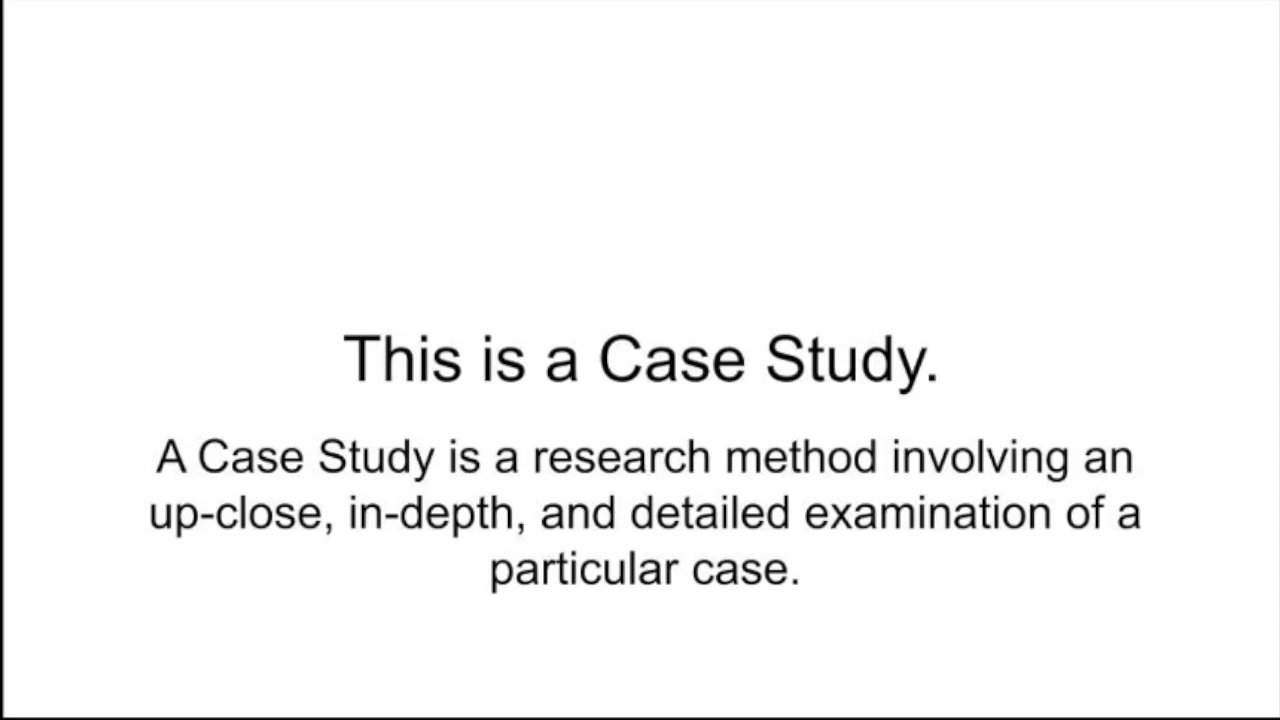 This is a Case Study.
A Case Study is a research method involving an
up-close, in-depth, and detailed examination of a
particular case.